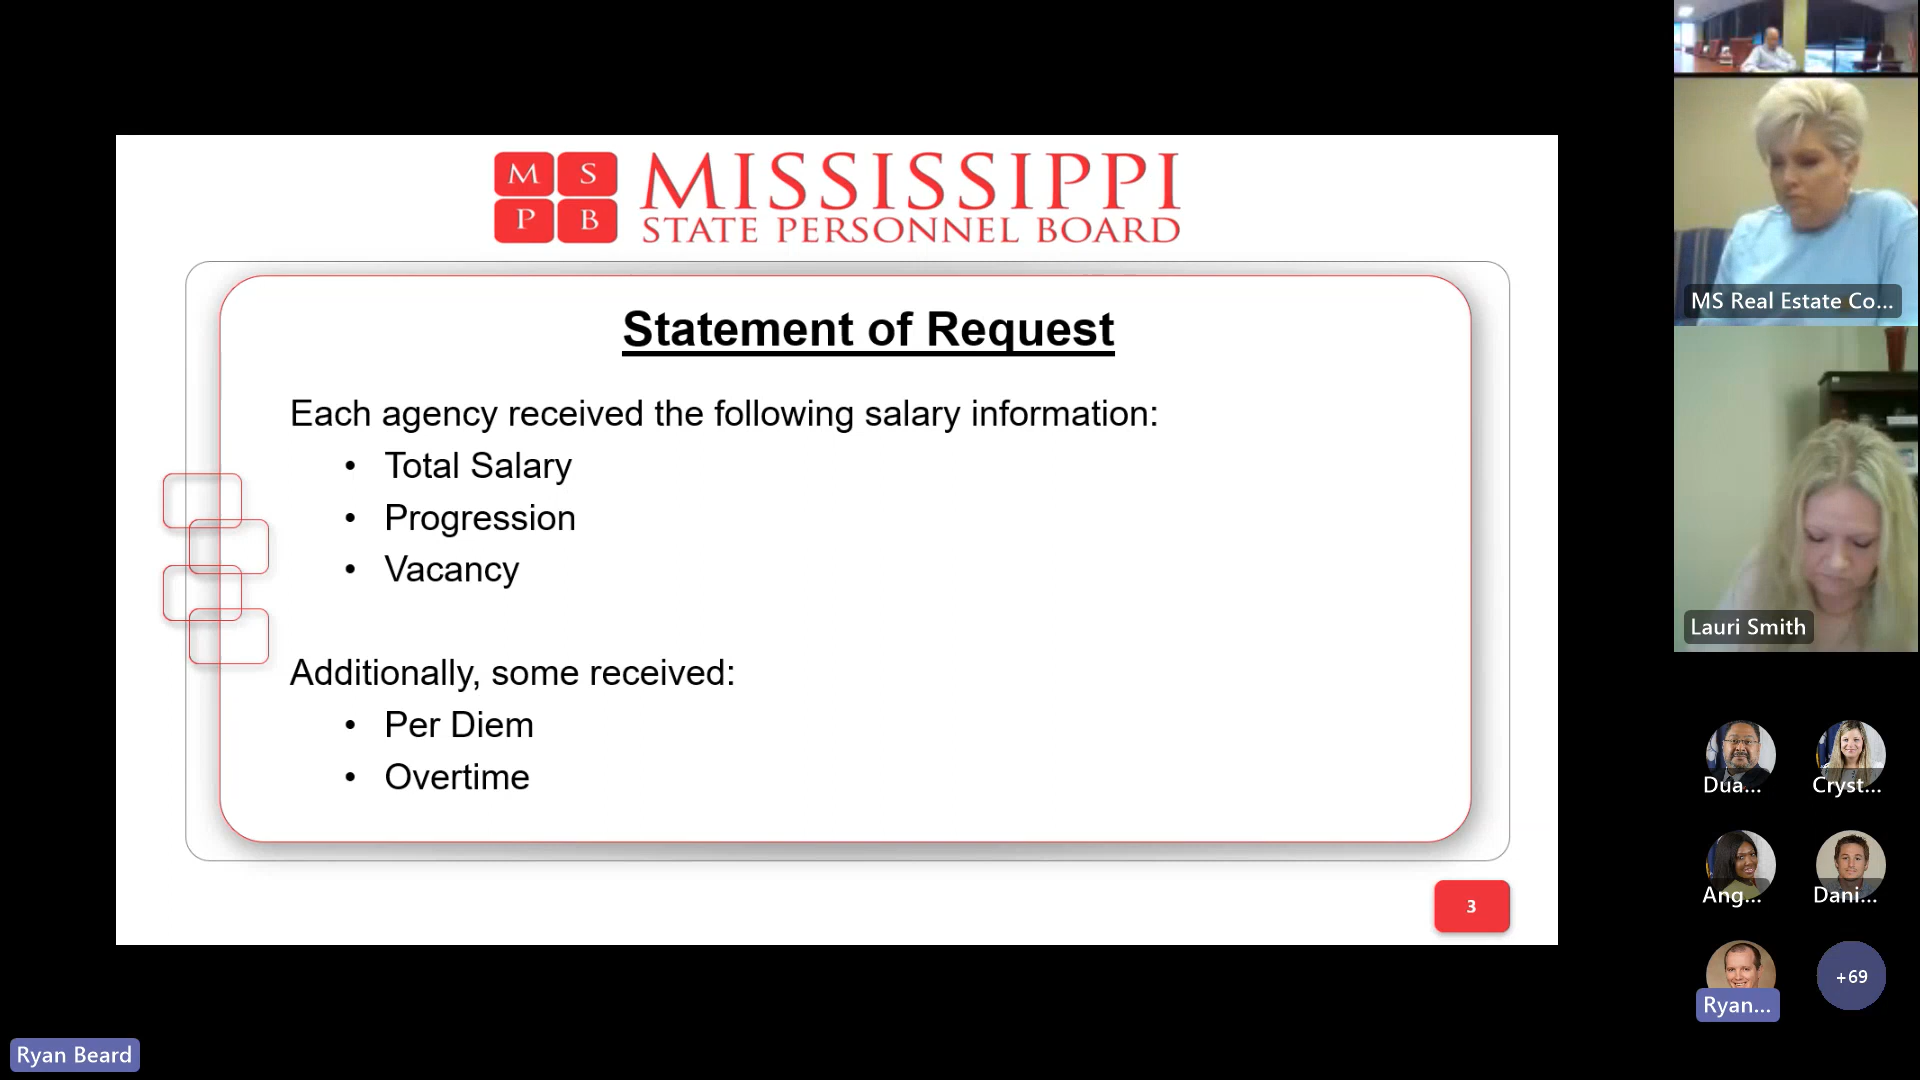 M S
P B
MISSISSIPPI
STATE PERSONNEL BOARD
Statement of Request
Each agency received the following salary information:
• Total Salary
• Progression
• Vacancy
Additionally, some received:
• Per Diem
• Overtime
3
MS Real Estate Co...
Lauri Smith
Dua...
Cryst...
Ang...
Dani...
Ryan...
+69
Ryan Beard